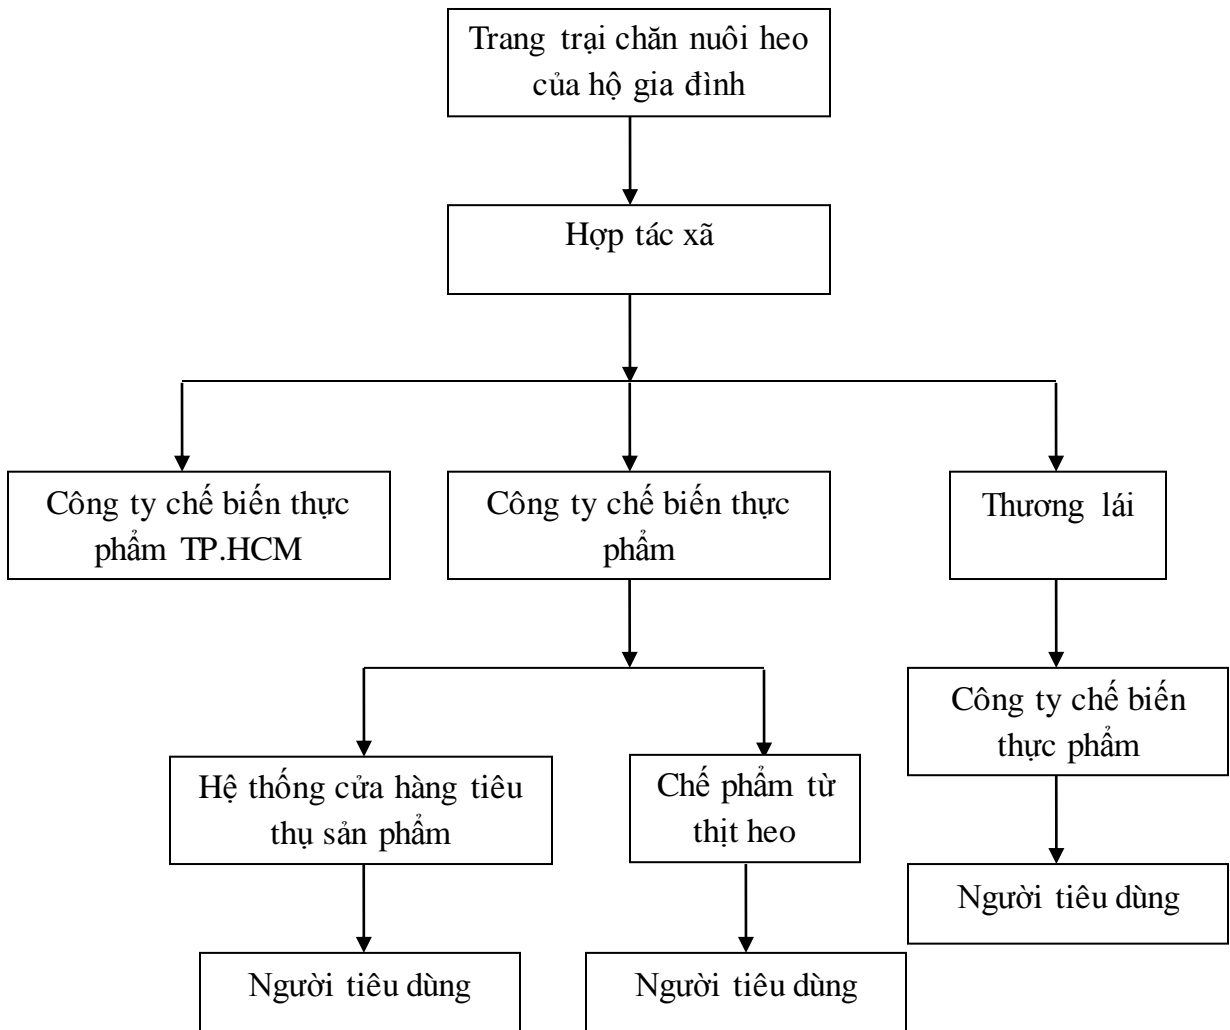 Trang trại chăn nuôi heo
của hộ gia đình
Hợp tác xã
Công ty chế biến thực
phẩm TP.HCM
Công ty chế biến thực
phẩm
Thương lái
Công ty chế biến
thực phẩm
Hệ thống cửa hàng tiêu
thụ sản phẩm
Chế phẩm từ
thịt heo
Người tiêu dùng
Người tiêu dùng
Người tiêu dùng